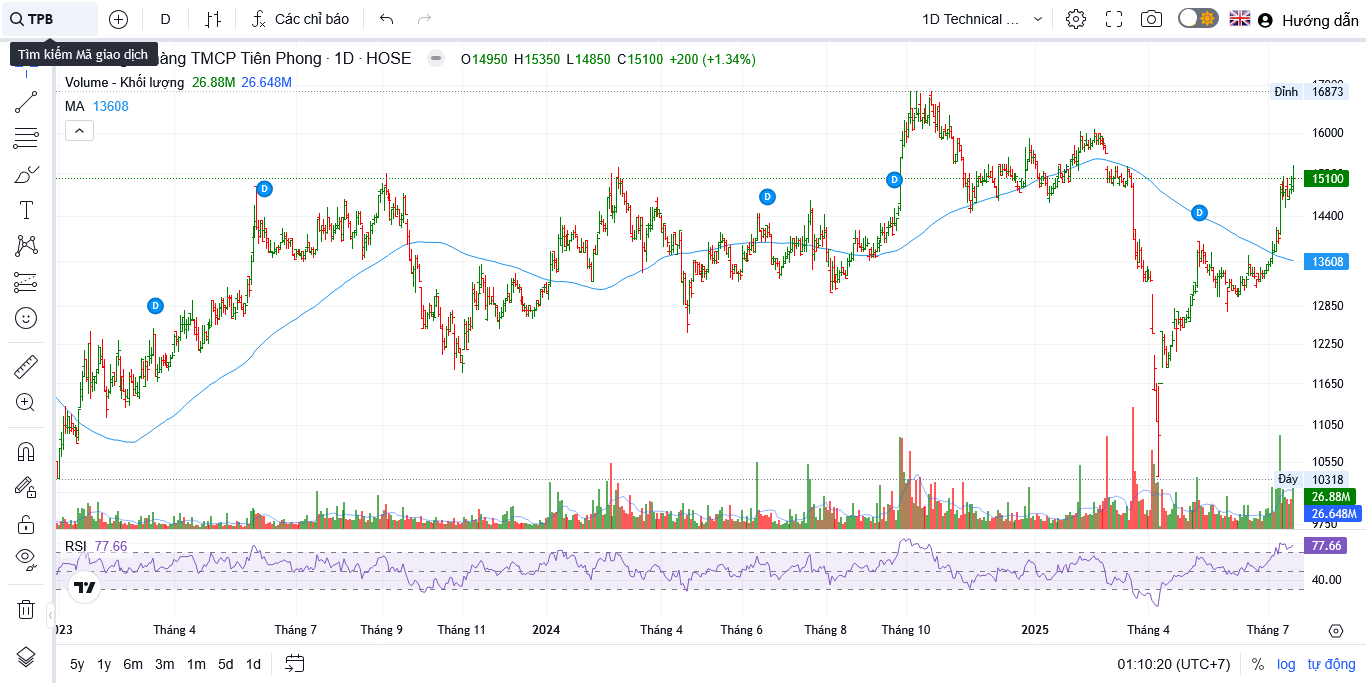 TPB
D
Các chỉ báo
1D Technical ...
Hướng dẫn
Tìm kiếm Mã giao dịch
àng TMCP Tiên Phong · 1D · HOSE
O14950 H15350 L14850 C15100 +200 (+1.34%)
Volume - Khối lượng 26.88M 26.648M
MA 13608
Đỉnh 16873
16000
15100
14400
13608
12850
12250
11650
11050
10550
Đáy 10318
26.88M
26.648M
9750
D
D
D
D
D
RSI 77.66
77.66
40.00
023 Tháng 4 Tháng 7 Tháng 9 Tháng 11 2024 Tháng 4 Tháng 6 Tháng 8 Tháng 10 2025 Tháng 4 Tháng 7
5y 1y 6m 3m 1m 5d 1d
01:10:20 (UTC+7) % log tự động